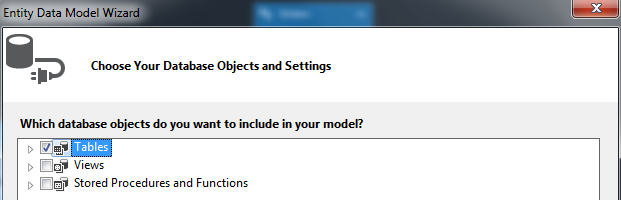 Entity Data Model Wizard
Choose Your Database Objects and Settings
Which database objects do you want to include in your model?
Tables
Views
Stored Procedures and Functions